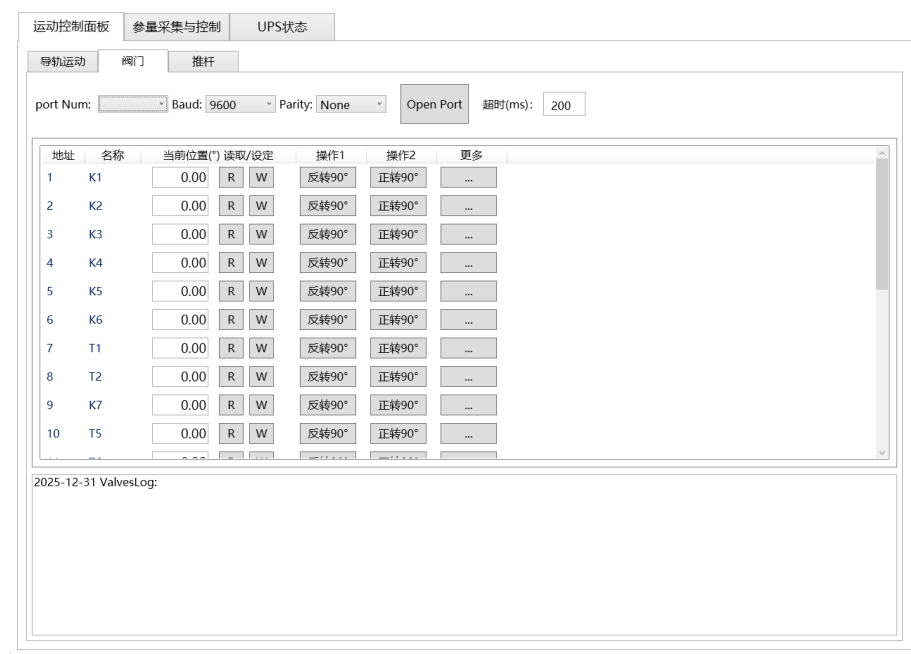 运动控制面板 参量采集与控制 UPS状态
导轨运动 阀门 推杆
port Num: Baud: 9600 Parity: None Open Port 超时(ms): 200
地址 名称 当前位置(°) 读取/设定 操作1 操作2 更多
1 K1 0.00 R W 反转90° 正转90° ...
2 K2 0.00 R W 反转90° 正转90° ...
3 K3 0.00 R W 反转90° 正转90° ...
4 K4 0.00 R W 反转90° 正转90° ...
5 K5 0.00 R W 反转90° 正转90° ...
6 K6 0.00 R W 反转90° 正转90° ...
7 T1 0.00 R W 反转90° 正转90° ...
8 T2 0.00 R W 反转90° 正转90° ...
9 K7 0.00 R W 反转90° 正转90° ...
10 T5 0.00 R W 反转90° 正转90° ...
2025-12-31 ValvesLog: